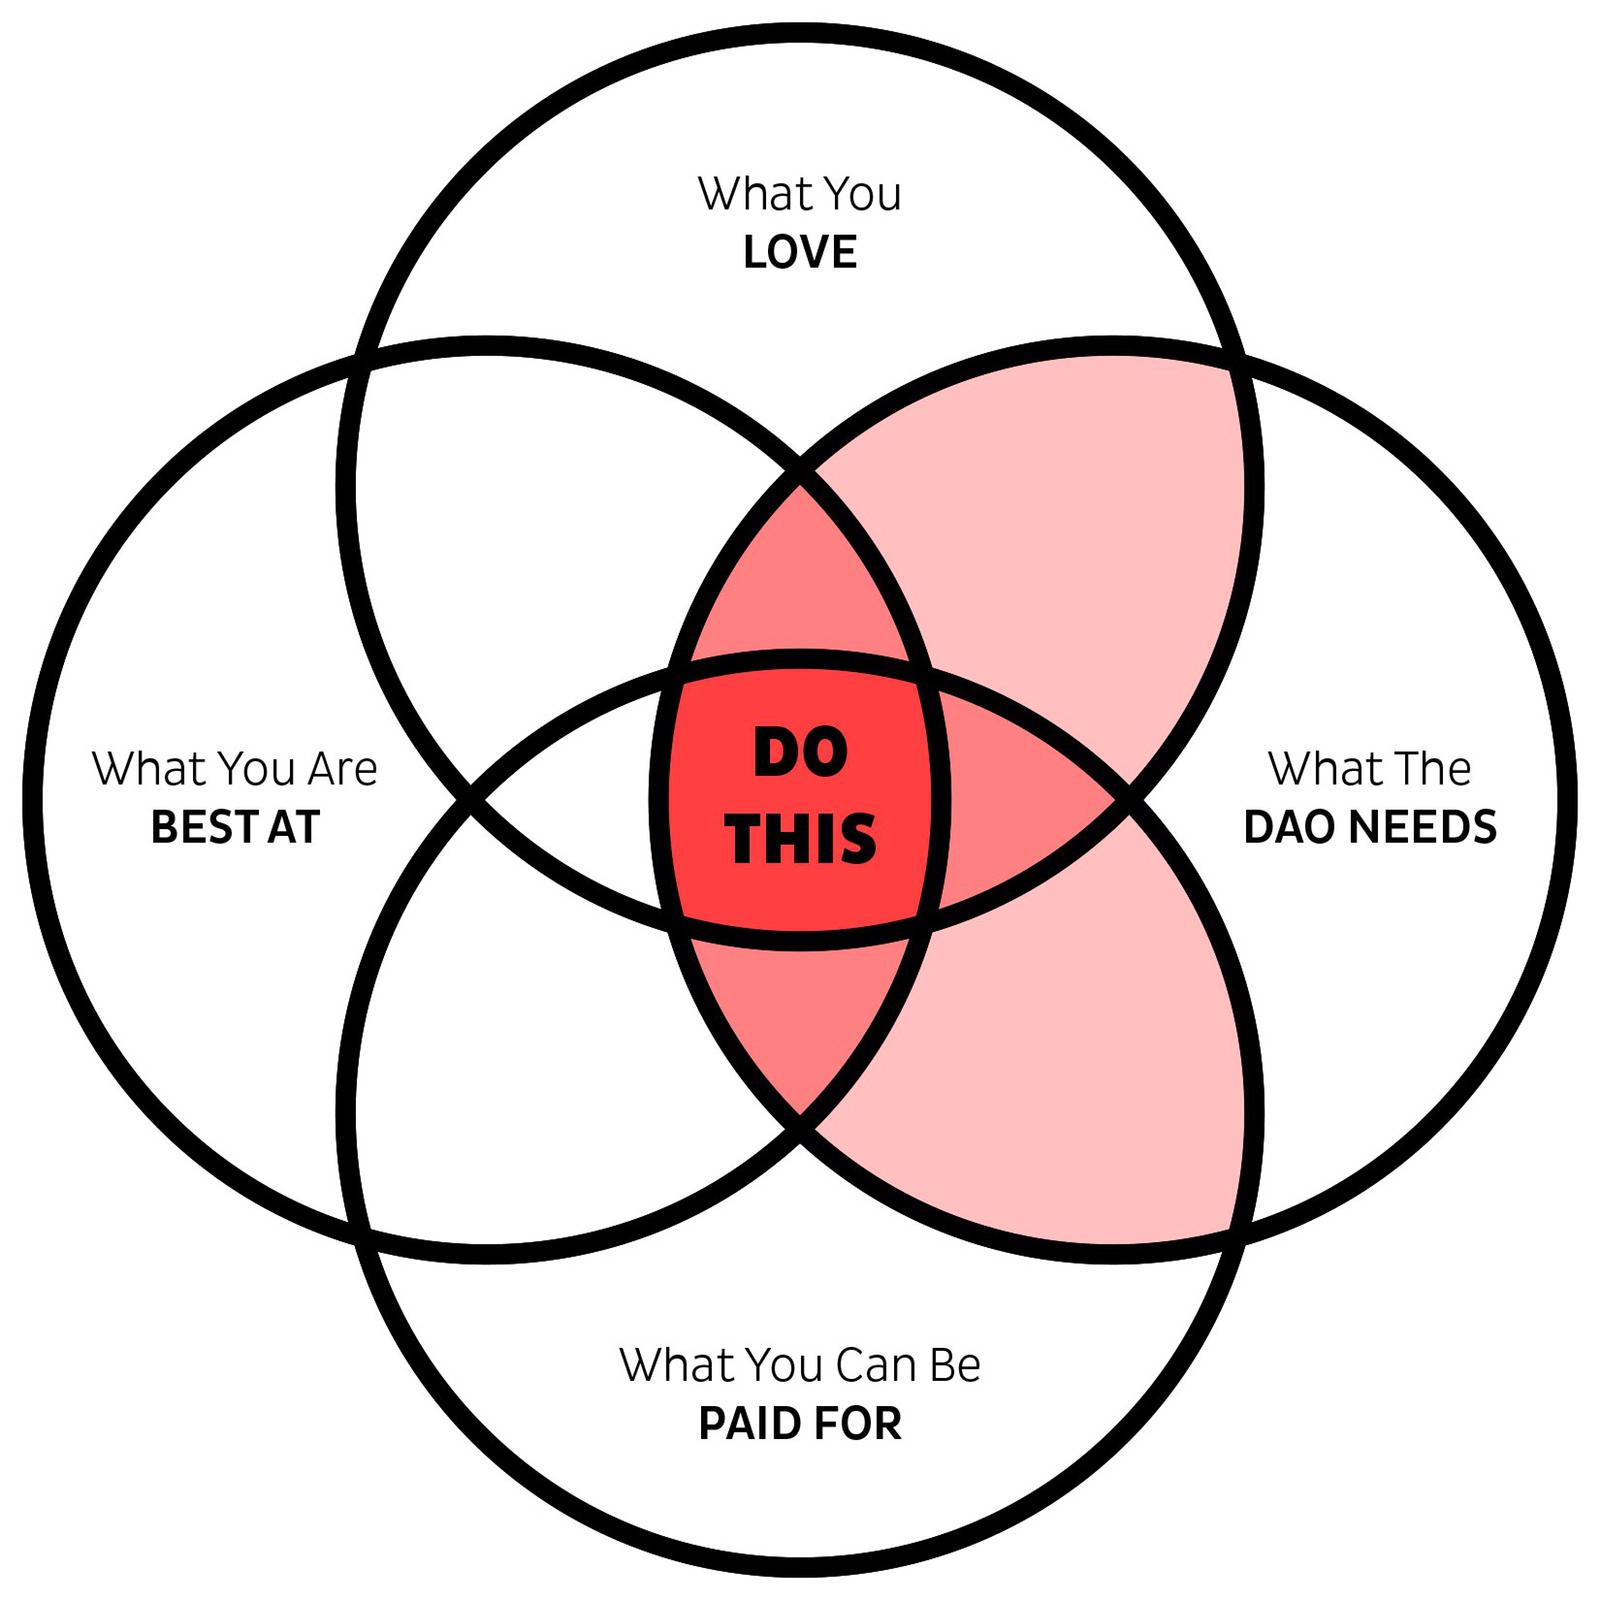 What You
LOVE
What You Are
BEST AT
DO
THIS
What The
DAO NEEDS
What You Can Be
PAID FOR